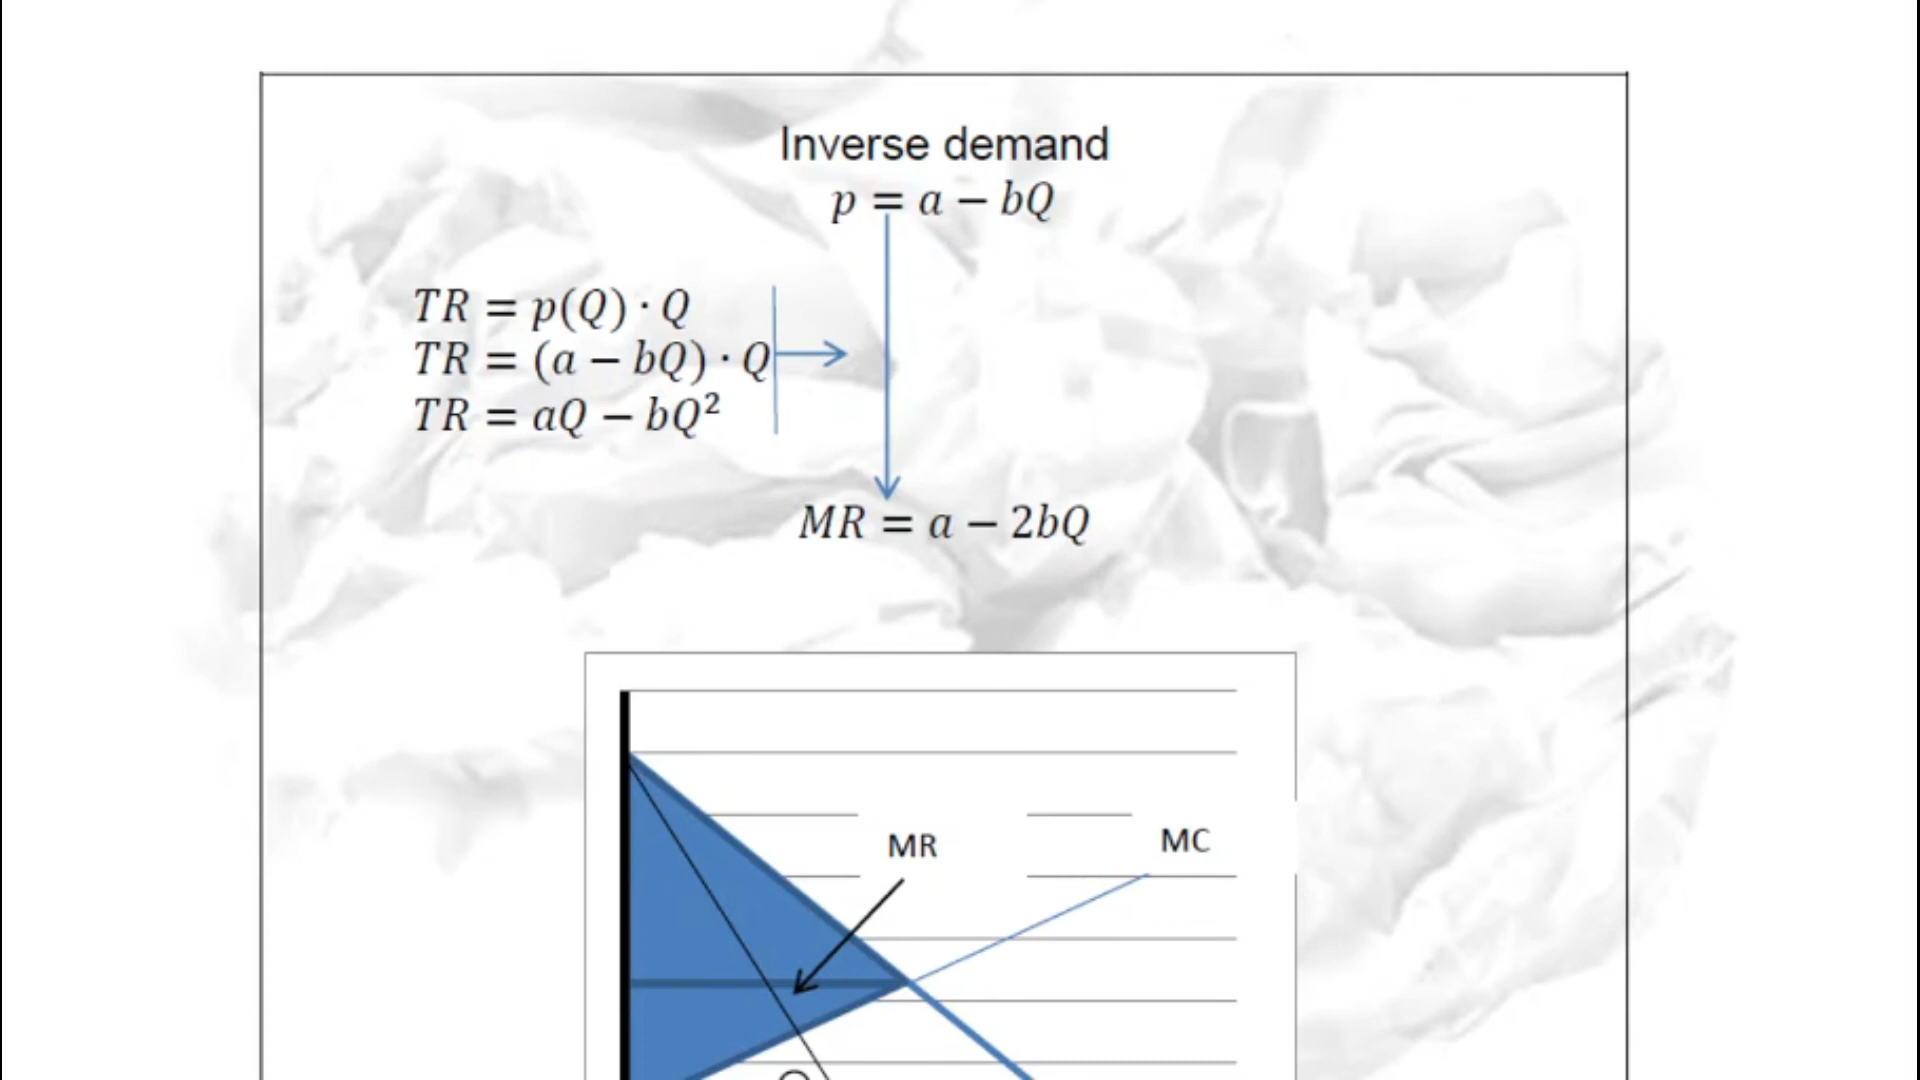 Inverse demand
p = a − bQ
TR = p(Q) · Q
TR = (a − bQ) · Q
TR = aQ − bQ²
MR = a − 2bQ
MR
MC